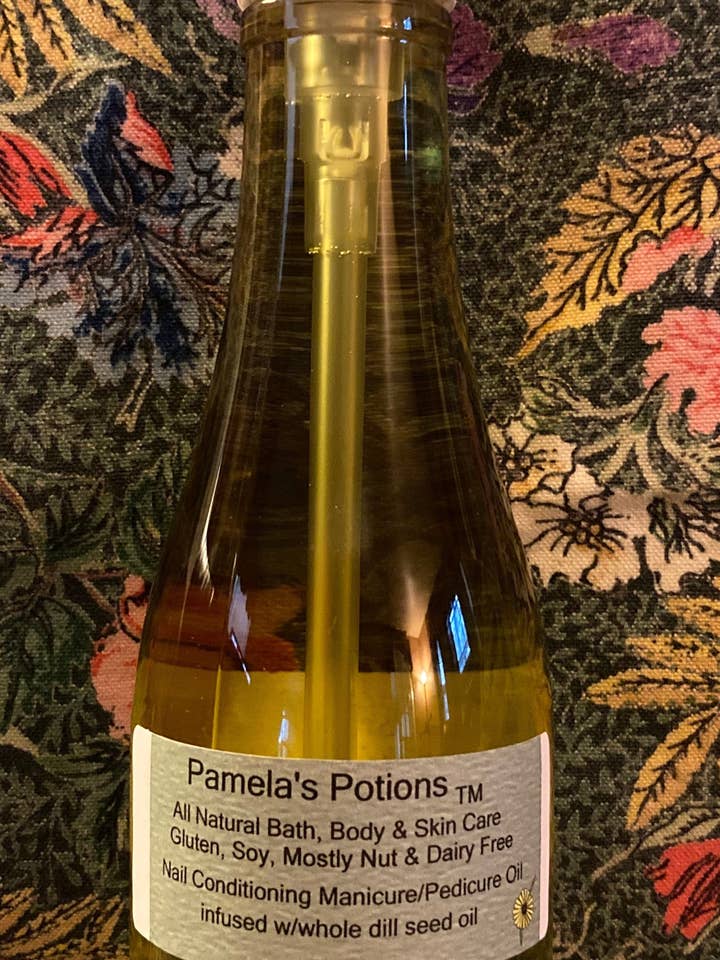 Pamela's Potions TM
All Natural Bath, Body & Skin Care
Gluten, Soy, Mostly Nut & Dairy Free
Nail Conditioning Manicure/Pedicure Oil
infused w/whole dill seed oil